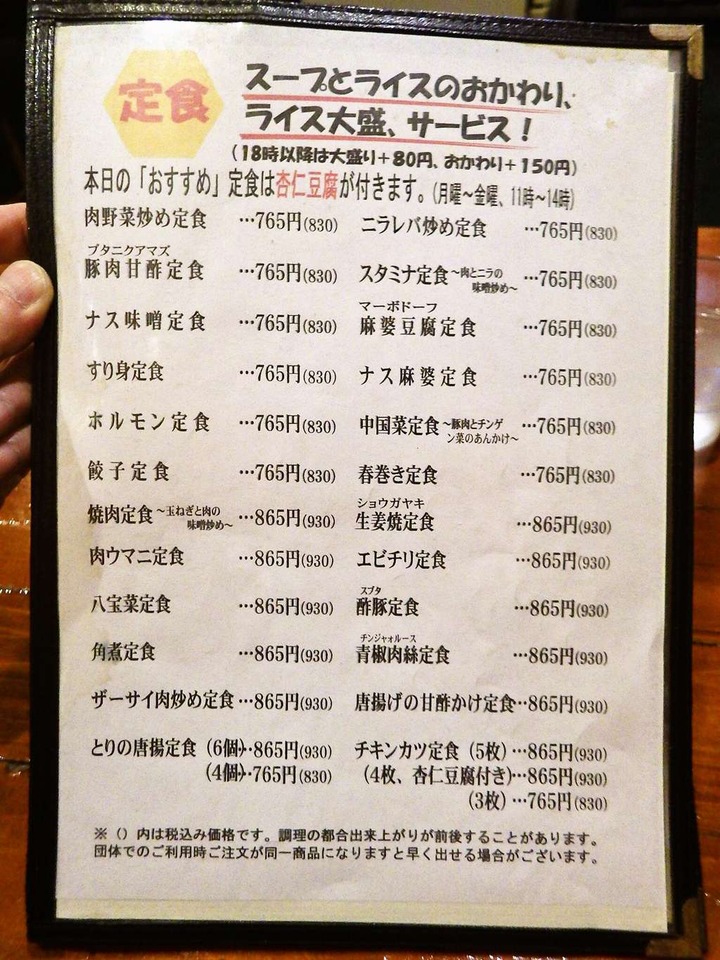 定食
スープとライスのおかわり、
ライス大盛、サービス！
（18時以降は大盛り＋80円、おかわり＋150円）
本日の「おすすめ」定食は杏仁豆腐が付きます。（月曜～金曜、11時～14時）
肉野菜炒め定食 …765円(830)
ブタニクアマズ
豚肉甘酢定食 …765円(830)
ナス味噌定食 …765円(830)
すり身定食 …765円(830)
ホルモン定食 …765円(830)
餃子定食 …765円(830)
焼肉定食～玉ねぎと肉の味噌炒め～ …865円(930)
肉ウマニ定食 …865円(930)
八宝菜定食 …865円(930)
角煮定食 …865円(930)
ザーサイ肉炒め定食…865円(930)
とりの唐揚定食（6個）…865円(930)
（4個）…765円(830)
ニラレバ炒め定食 …765円(830)
スタミナ定食～肉とニラの味噌炒め～ …765円(830)
マーボドーフ
麻婆豆腐定食 …765円(830)
ナス麻婆定食 …765円(830)
中国菜定食～豚肉とチンゲン菜のあんかけ～ …765円(830)
春巻き定食 …765円(830)
ショウガヤキ
生姜焼定食 …865円(930)
エビチリ定食 …865円(930)
スブタ
酢豚定食 …865円(930)
チンジャオルース
青椒肉絲定食 …865円(930)
唐揚げの甘酢かけ定食…865円(930)
チキンカツ定食（5枚）…865円(930)
（4枚、杏仁豆腐付き）…865円(930)
（3枚）…765円(830)
※（）内は税込み価格です。調理の都合出来上がりが前後することがあります。
団体でのご利用時ご注文が同一商品になりますと早く出せる場合がございます。